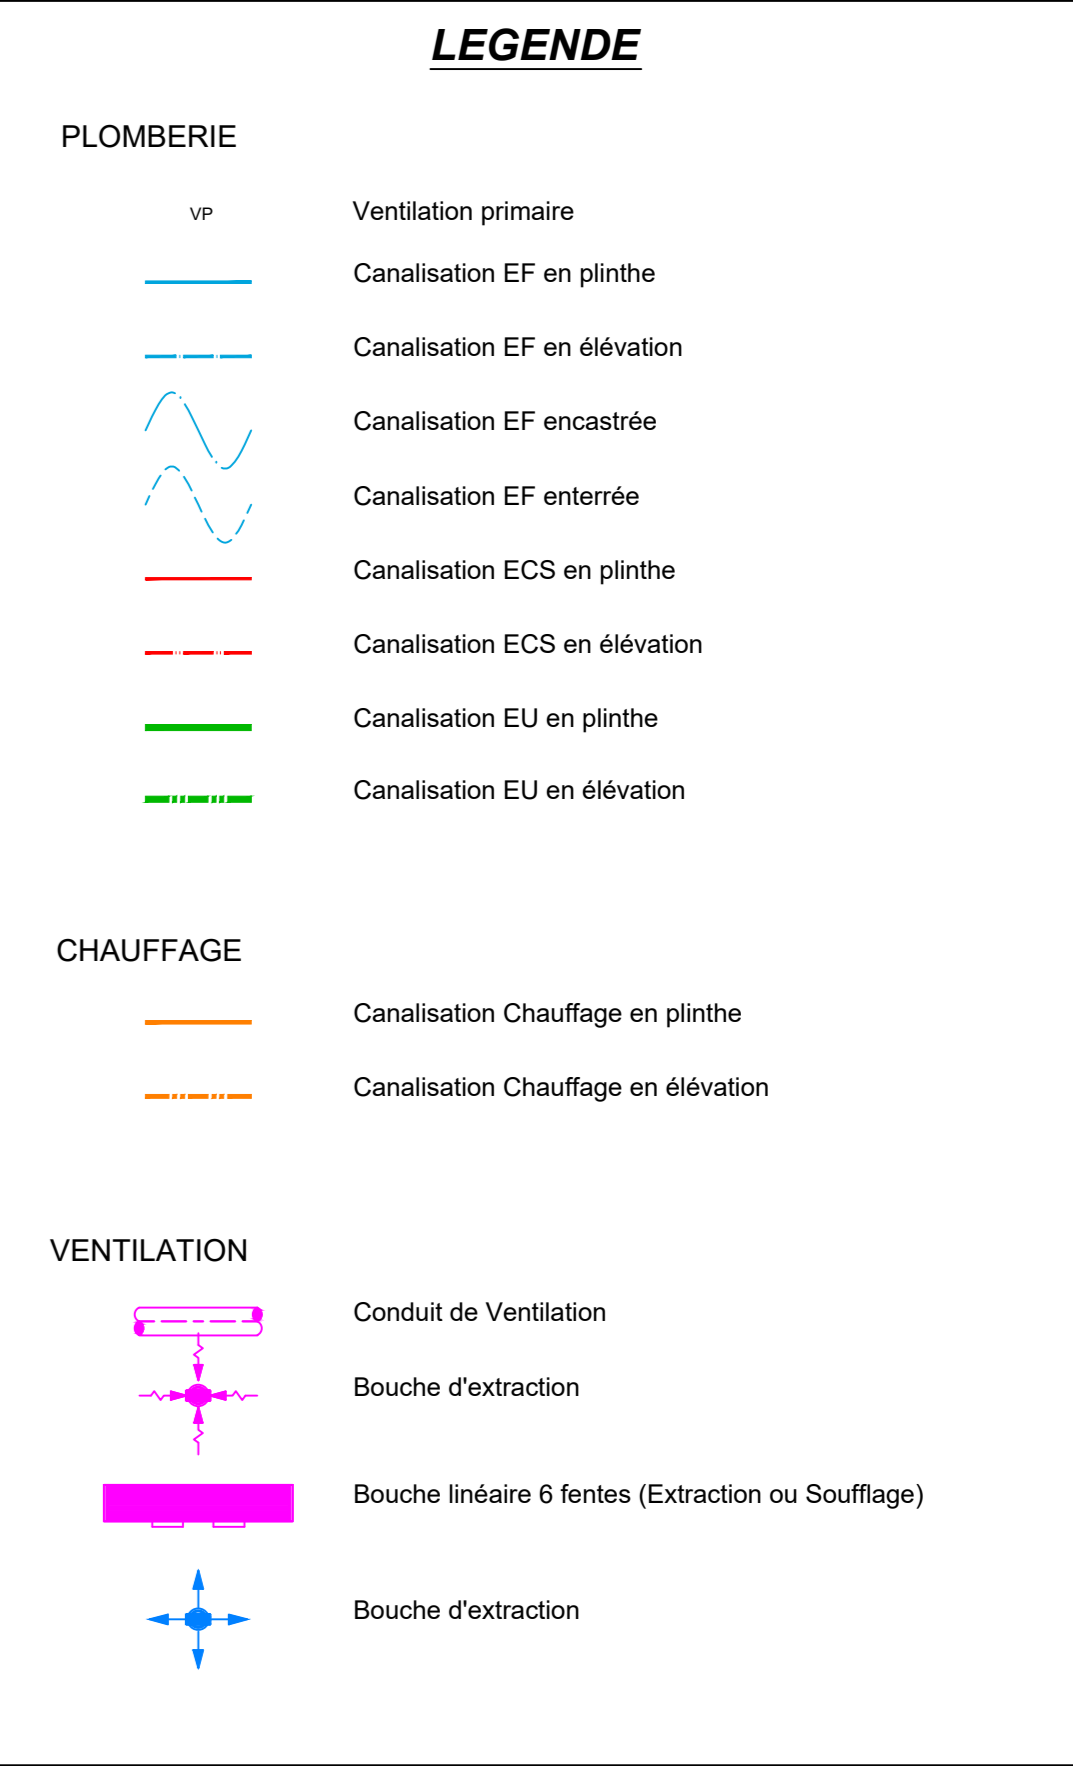 LEGENDE
PLOMBERIE
VP Ventilation primaire
Canalisation EF en plinthe
Canalisation EF en élévation
Canalisation EF encastrée
Canalisation EF enterrée
Canalisation ECS en plinthe
Canalisation ECS en élévation
Canalisation EU en plinthe
Canalisation EU en élévation
CHAUFFAGE
Canalisation Chauffage en plinthe
Canalisation Chauffage en élévation
VENTILATION
Conduit de Ventilation
Bouche d'extraction
Bouche linéaire 6 fentes (Extraction ou Soufflage)
Bouche d'extraction